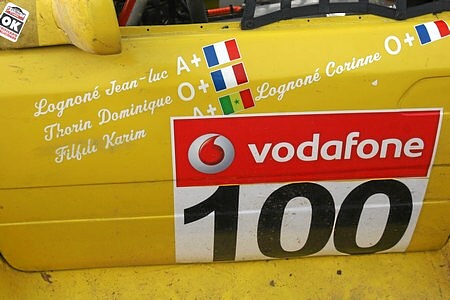 OK
Lognoné Jean-luc A+
Thorin Dominique O+
Filfili Karim A+
Lognoné Corinne O+
vodafone
100